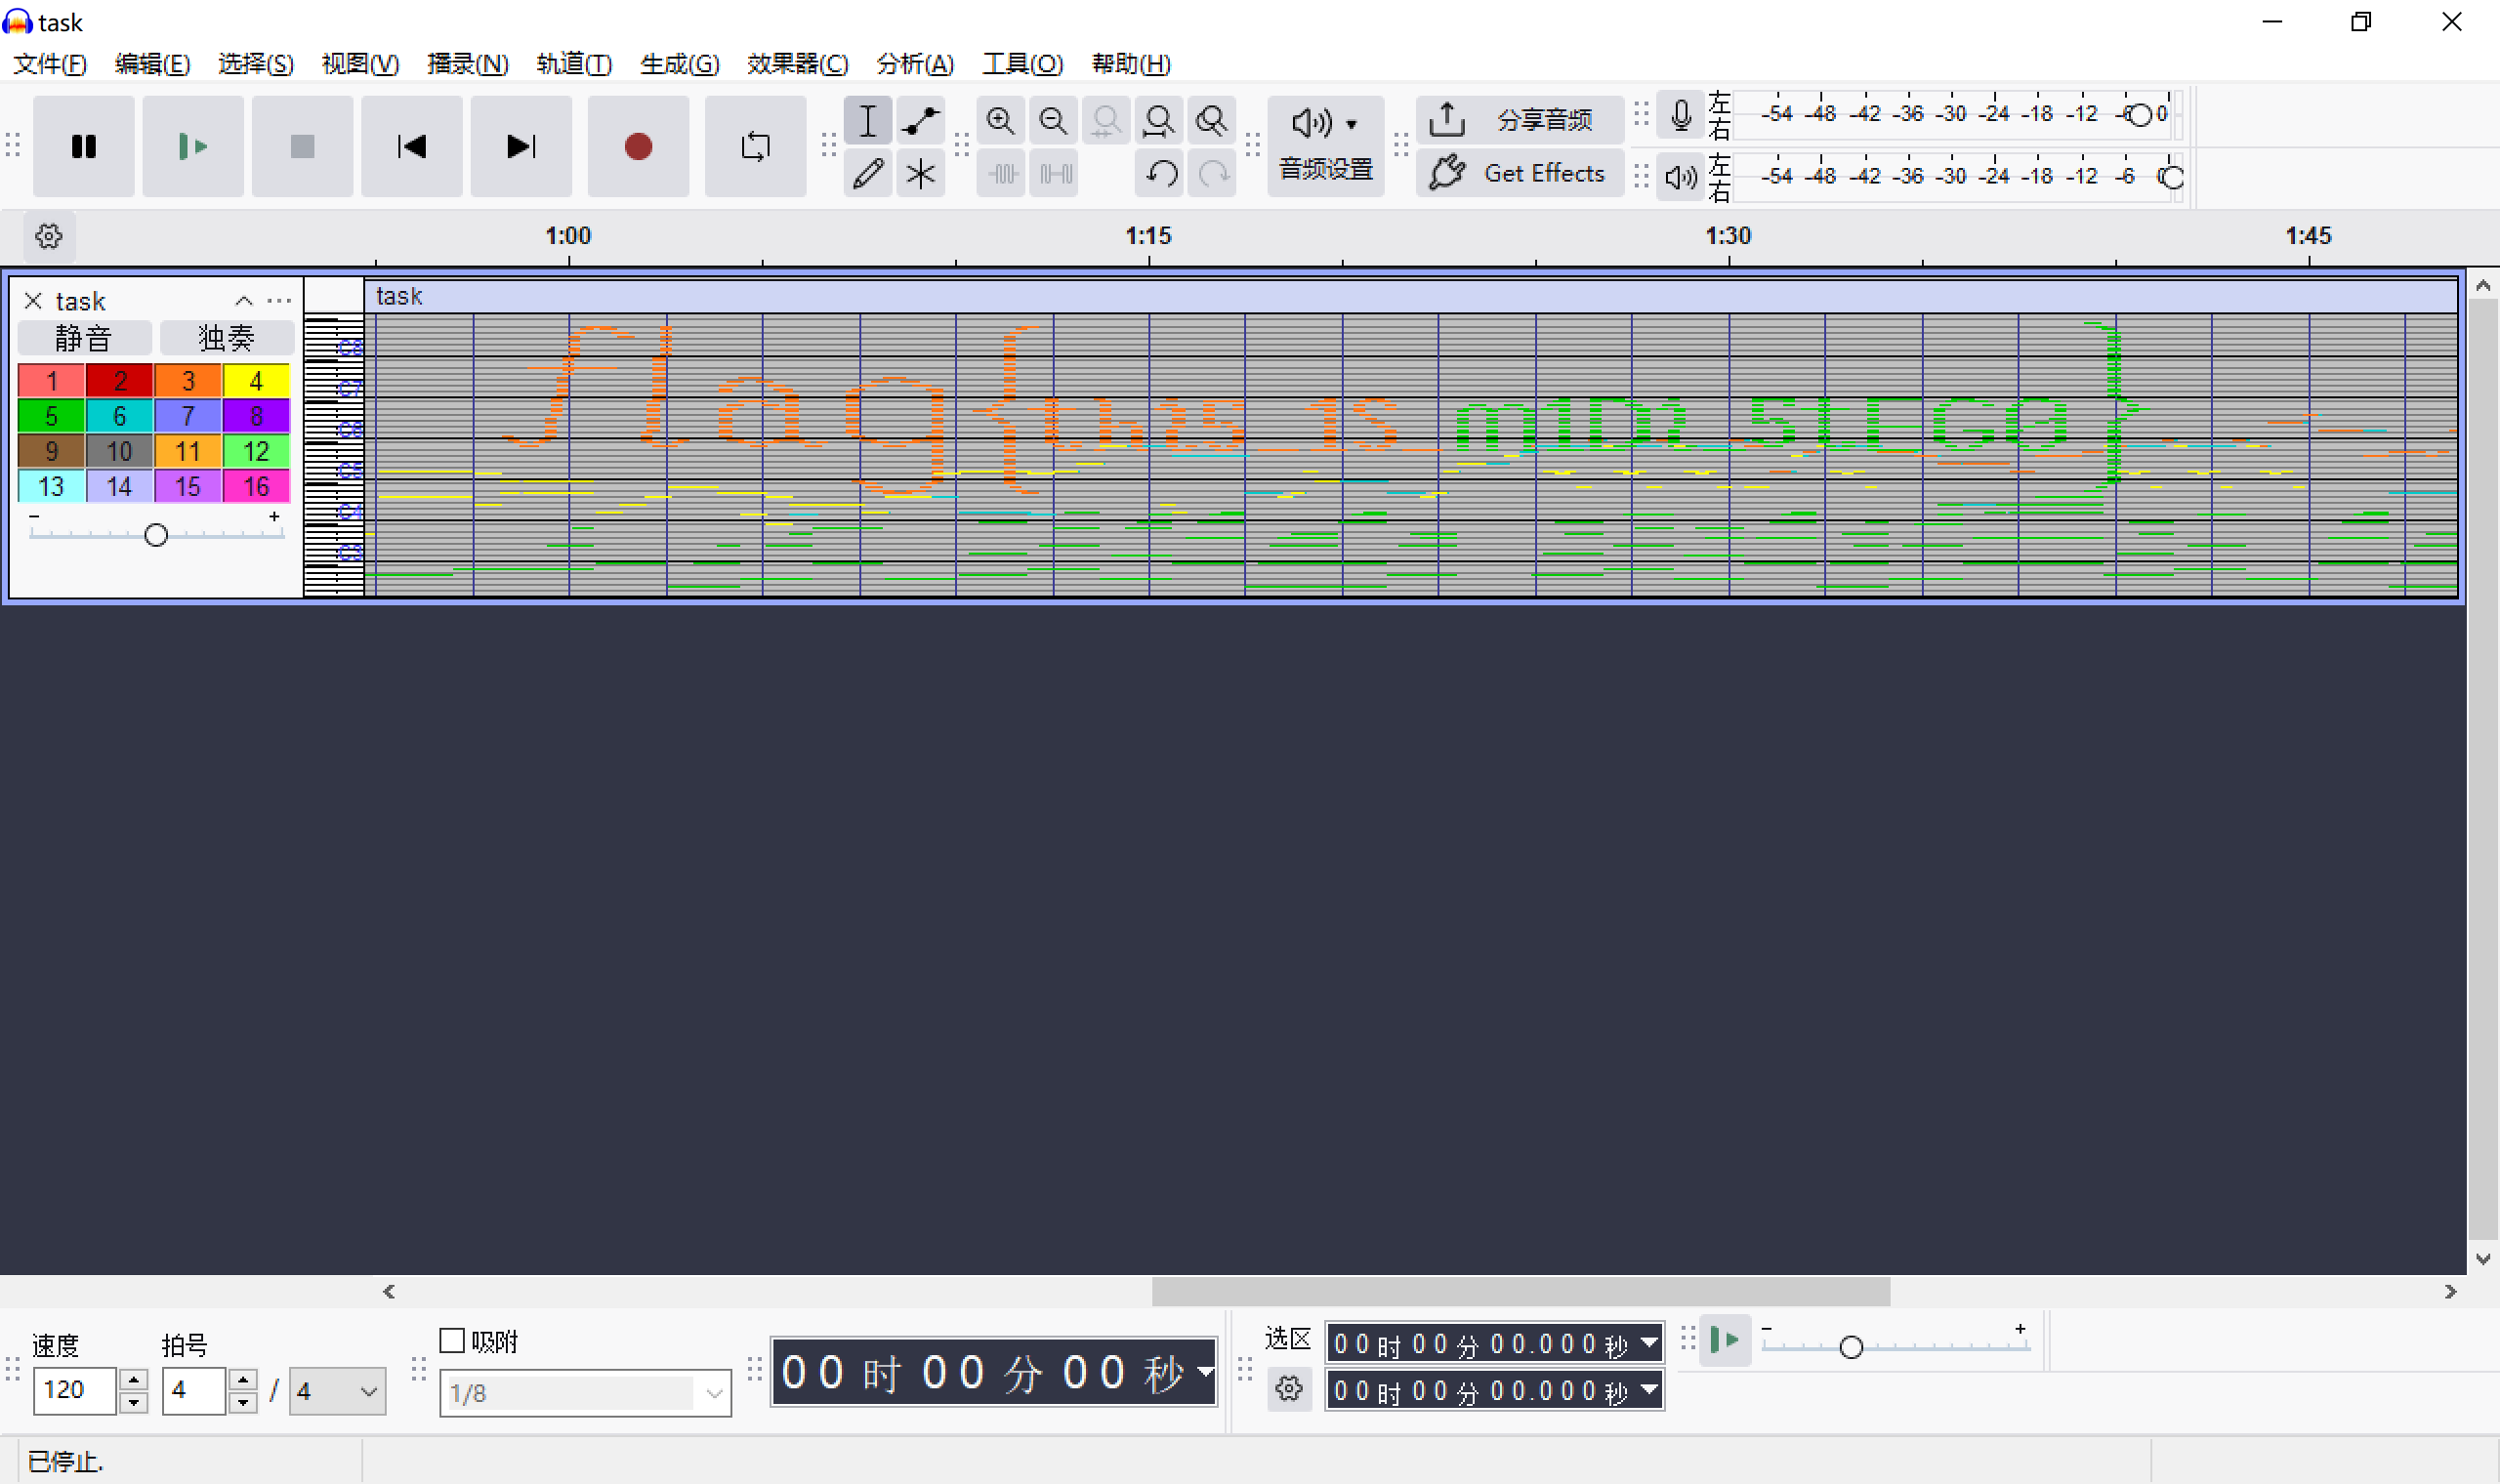 task
文件(F) 编辑(E) 选择(S) 视图(V) 播录(N) 轨道(T) 生成(G) 效果器(C) 分析(A) 工具(O) 帮助(H)
音频设置
分享音频
Get Effects
左
右
-54 -48 -42 -36 -30 -24 -18 -12 -6 0
左
右
-54 -48 -42 -36 -30 -24 -18 -12 -6 0
1:00 1:15 1:30 1:45
task
静音 独奏
1 2 3 4
5 6 7 8
9 10 11 12
13 14 15 16
- +
C8
C7
C6
C5
C4
C3
task
flag{
}
速度
120
拍号
4 / 4
吸附
1/8
00 时 00 分 00 秒
选区
00 时 00 分 00.000 秒
00 时 00 分 00.000 秒
- +
已停止.